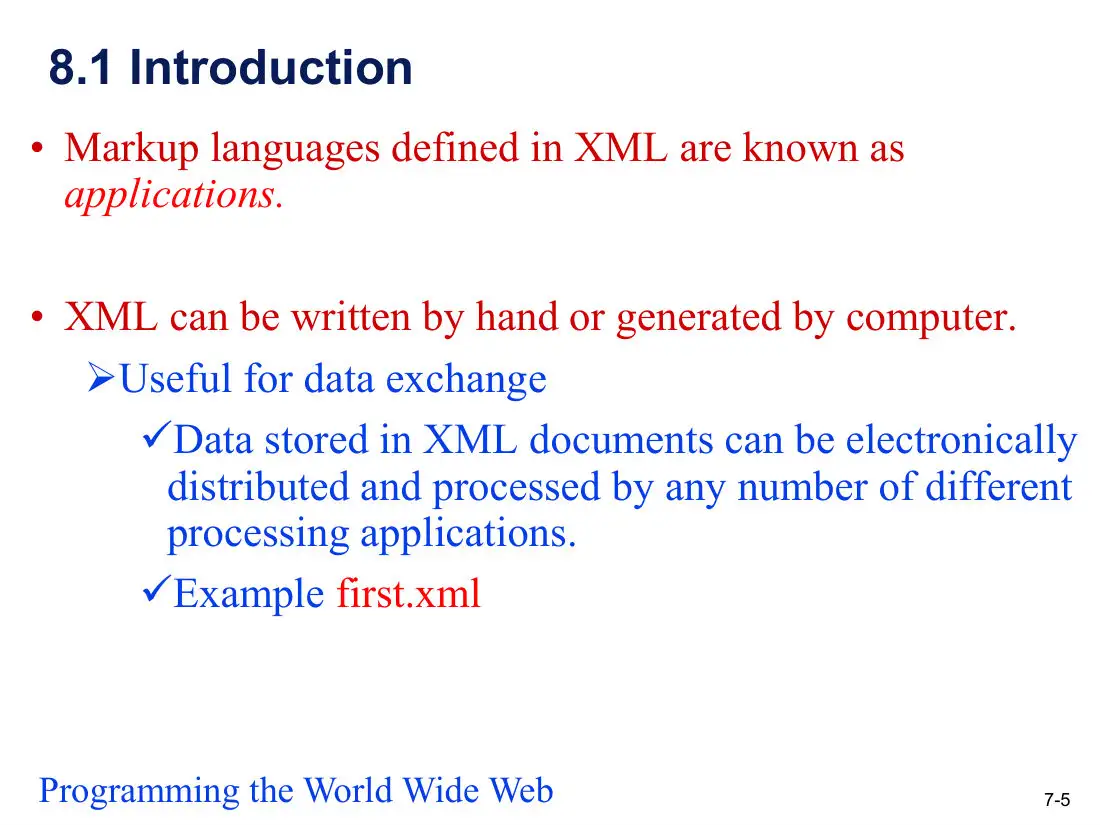 8.1 Introduction
• Markup languages defined in XML are known as
applications.
• XML can be written by hand or generated by computer.
➢Useful for data exchange
✓Data stored in XML documents can be electronically
distributed and processed by any number of different
processing applications.
✓Example first.xml
Programming the World Wide Web
7-5